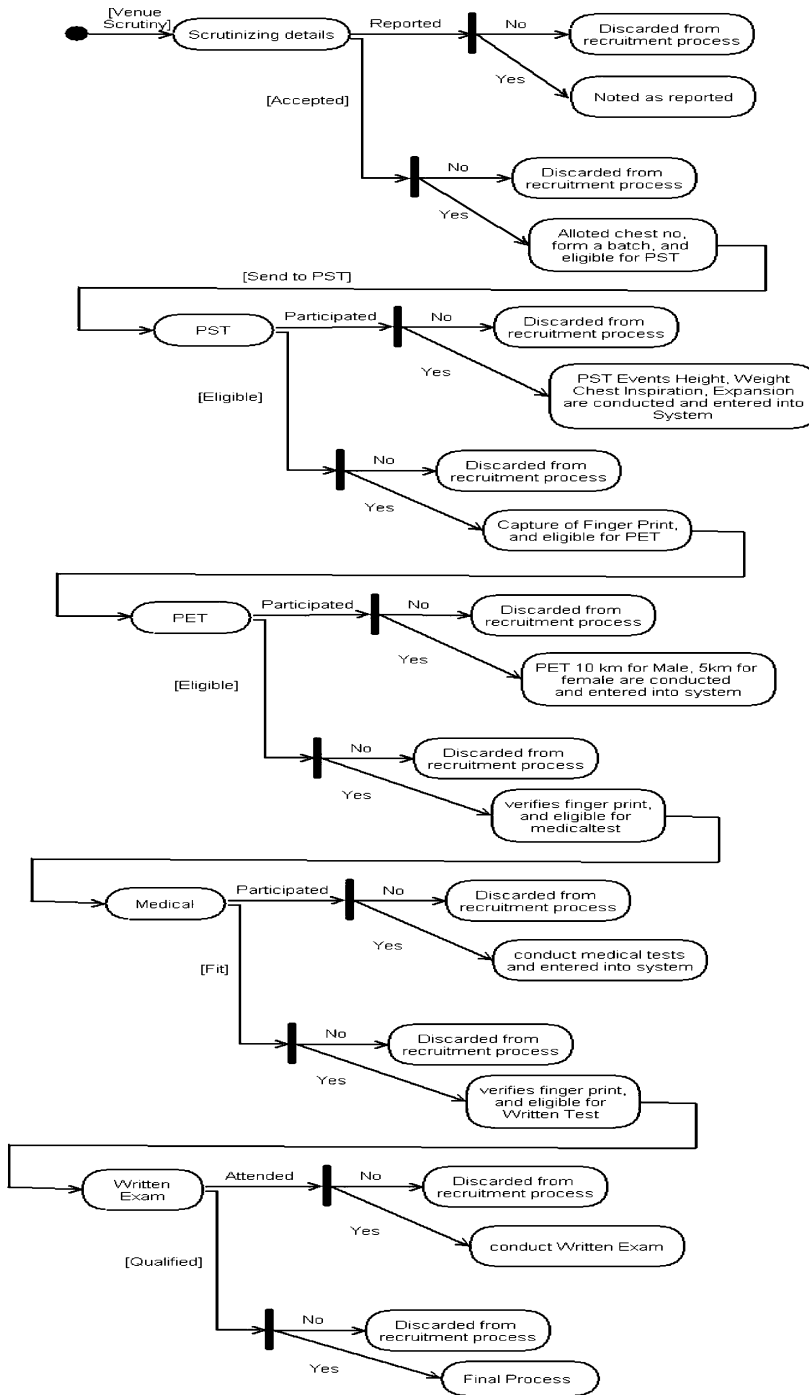 [Venue
Scrutiny]
Scrutinizing details
Reported
No
Discarded from
recruitment process
Yes
Noted as reported
[Accepted]
No
Discarded from
recruitment process
Yes
Alloted chest no,
form a batch, and
eligible for PST
[Send to PST]
PST
Participated
No
Discarded from
recruitment process
Yes
PST Events Height, Weight
Chest Inspiration, Expansion
are conducted and entered into
System
[Eligible]
No
Discarded from
recruitment process
Yes
Capture of Finger Print,
and eligible for PET
PET
Participated
No
Discarded from
recruitment process
Yes
PET 10 km for Male, 5km for
female are conducted
and entered into system
[Eligible]
No
Discarded from
recruitment process
Yes
verifies finger print,
and eligible for
medicaltest
Medical
Participated
No
Discarded from
recruitment process
Yes
conduct medical tests
and entered into system
[Fit]
No
Discarded from
recruitment process
Yes
verifies finger print,
and eligible for
Written Test
Written
Exam
Attended
No
Discarded from
recruitment process
Yes
conduct Written Exam
[Qualified]
No
Discarded from
recruitment process
Yes
Final Process